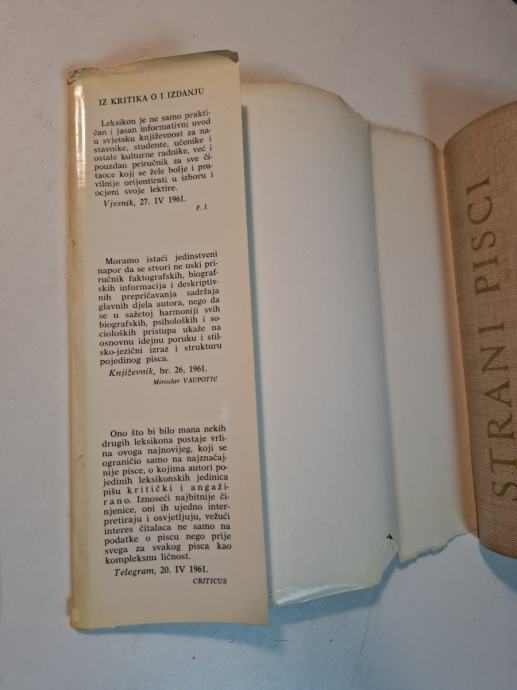 IZ KRITIKA O I IZDANJU
Leksikon je ne samo prakti-
čan i jasan informativni uvod
u svjetsku književnost za na-
stavnike, studente, učenike i
ostale kulturne radnike, već i
pouzdan priručnik za sve či-
taoce koji se žele bolje i pra-
vilnije orijentirati u izboru i
ocjeni svoje lektire.
Vjesnik, 27. IV 1961.
F. I.
Moramo istaći jedinstveni
napor da se stvori ne uski pri-
ručnik faktografskih, biograf-
skih informacija i deskriptiv-
nih prepričavanja sadržaja
glavnih djela autora, nego da
se u sažetoj harmoniji svih
biografskih, psiholoških i so-
cioloških pristupa ukaže na
osnovnu idejnu poruku i stil-
sko-jezični izraz i strukturu
pojedinog pisca.
Književnik, br. 26, 1961.
Miroslav VAUPOTIĆ
Ono što bi bilo mana nekih
drugih leksikona postaje vrli-
na ovoga najnovijeg, koji se
ograničio samo na najznačaj-
nije pisce, o kojima autori po-
jedinih leksikonskih jedinica
pišu kritički i angaži-
rano. Iznoseći najbitnije či-
njenice, oni ih ujedno inter-
pretiraju i osvjetljuju, vežući
interes čitalaca ne samo na
podatke o piscu nego prije
svega za svakog pisca kao
kompleksnu ličnost.
Telegram, 20. IV 1961.
CRITICUS
STRANI PISCI